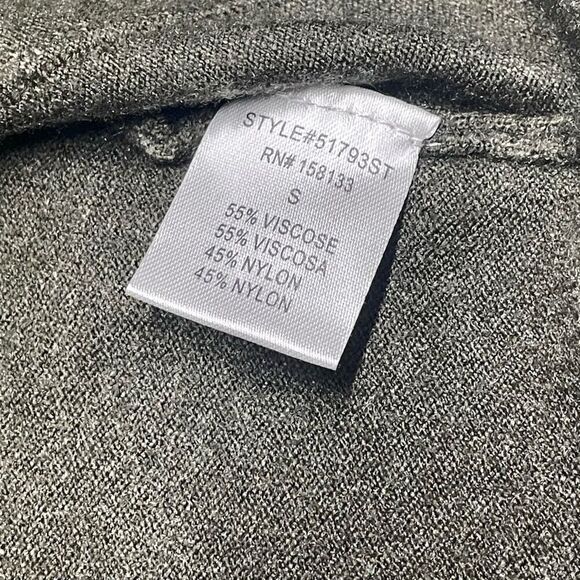 STYLE#51793ST
RN# 158133
S
55% VISCOSE
55% VISCOSA
45% NYLON
45% NYLON